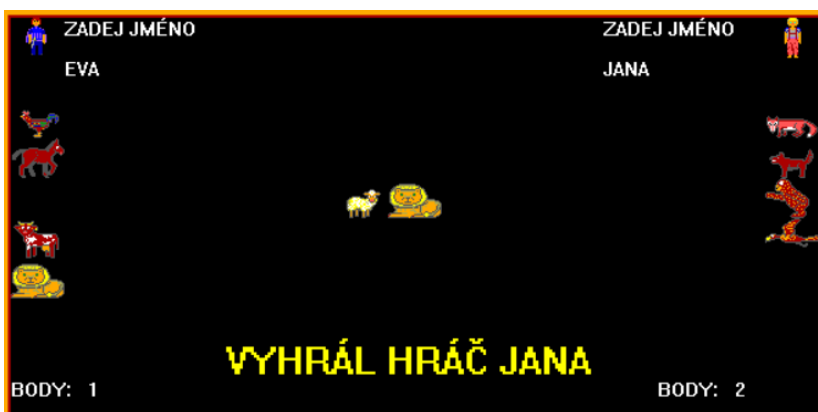 ZADEJ JMÉNO
EVA
ZADEJ JMÉNO
JANA
VYHRÁL HRÁČ JANA
BODY: 1
BODY: 2